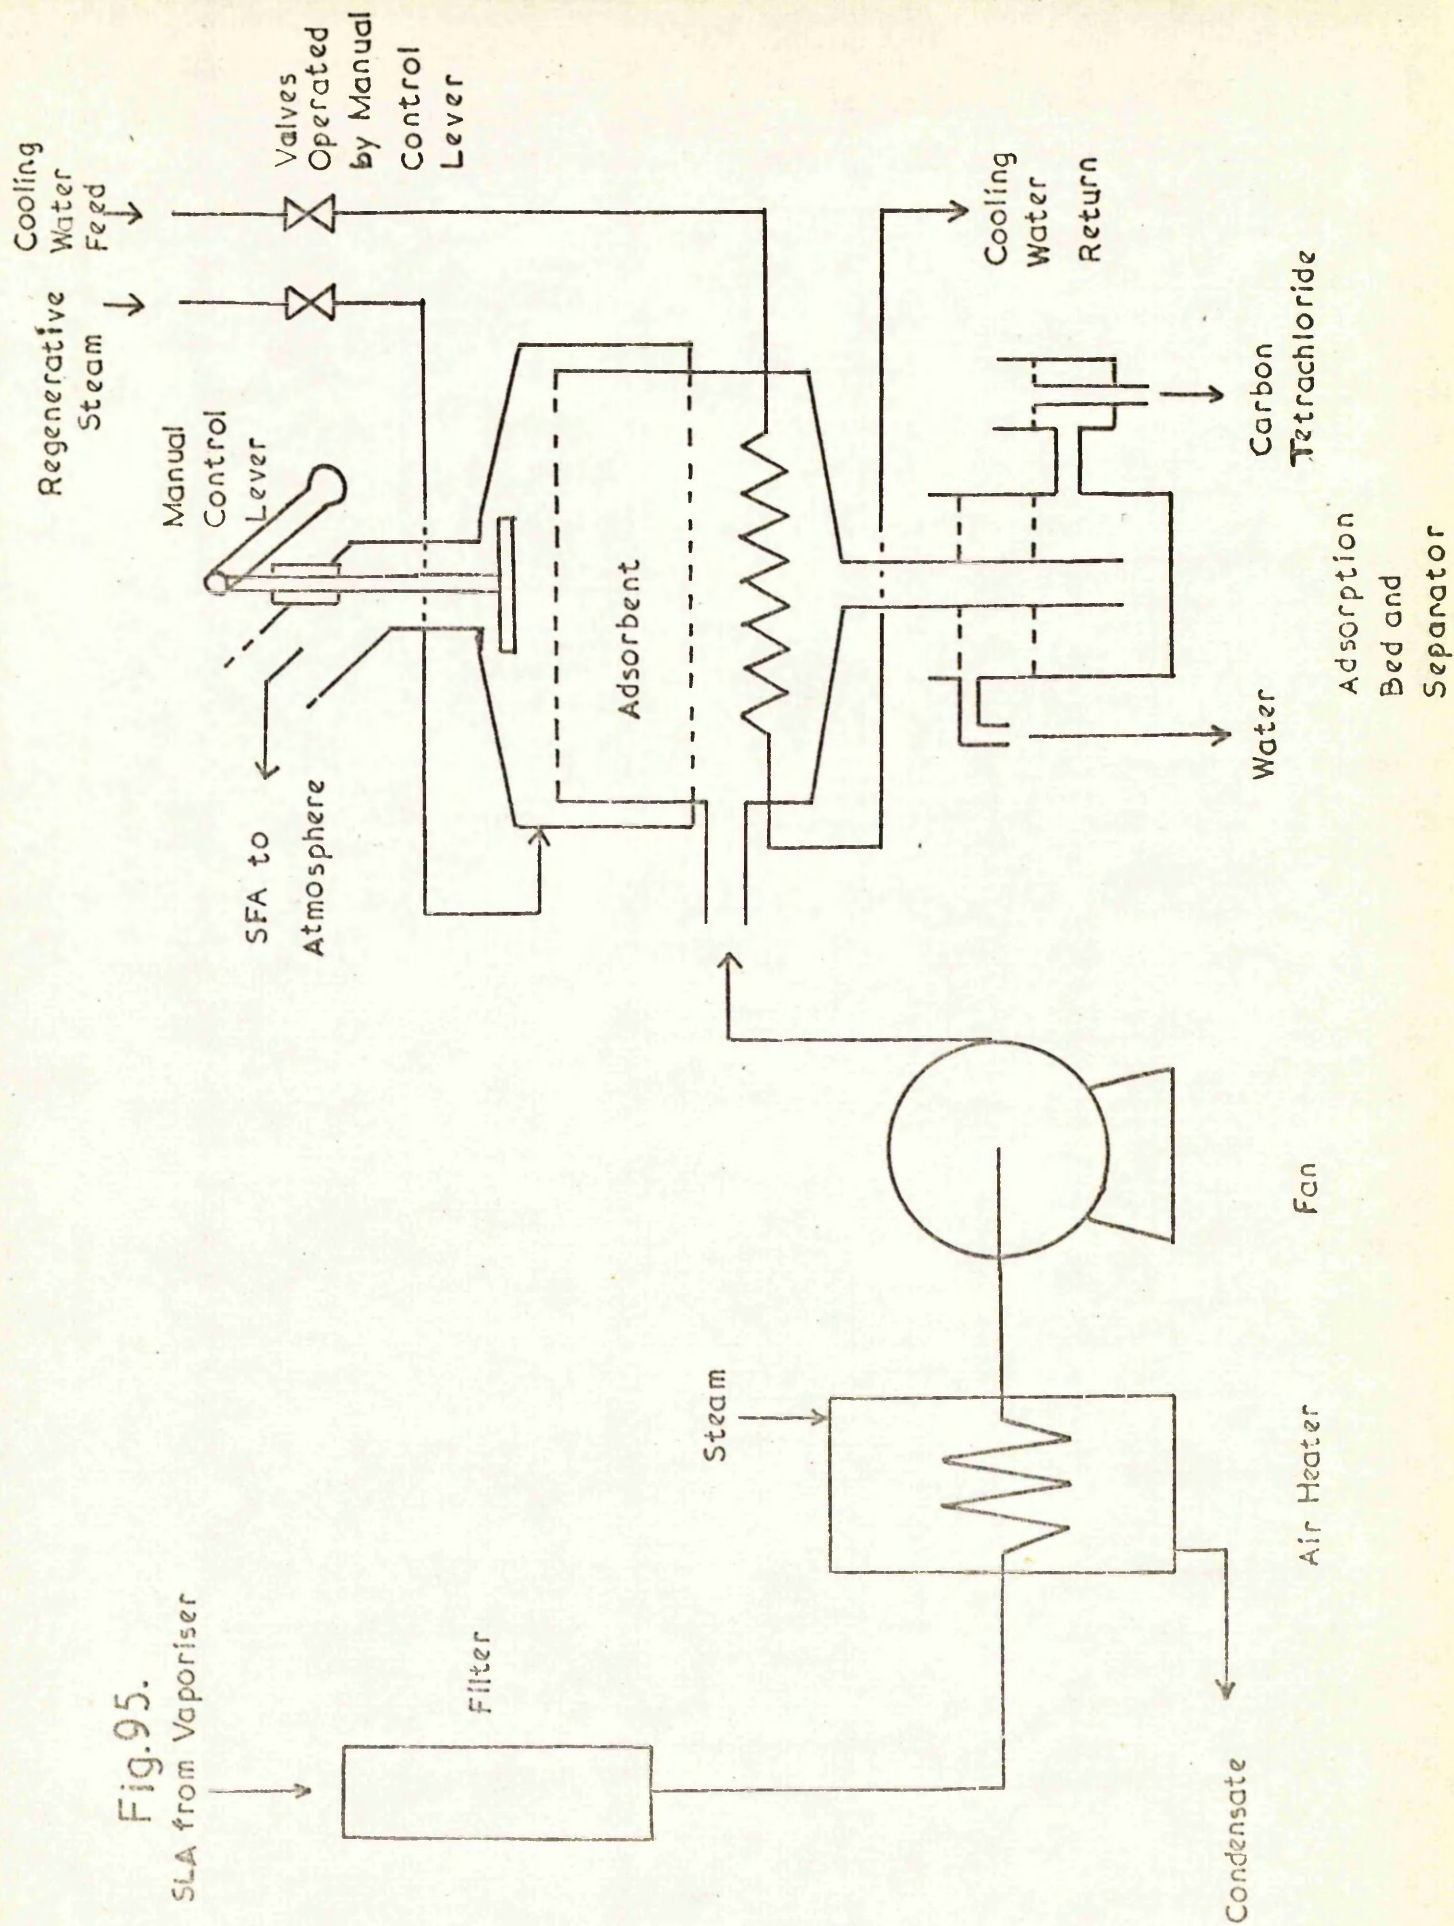 Fig.95.
SLA from Vaporiser
Filter
Steam
Condensate
Air Heater
Fan
SFA to
Atmosphere
Manual
Control
Lever
Regenerative
Steam
Cooling
Water
Feed
Valves
Operated
by Manual
Control
Lever
Adsorbent
Cooling
Water
Return
Water
Carbon
Tetrachloride
Adsorption
Bed and
Separator